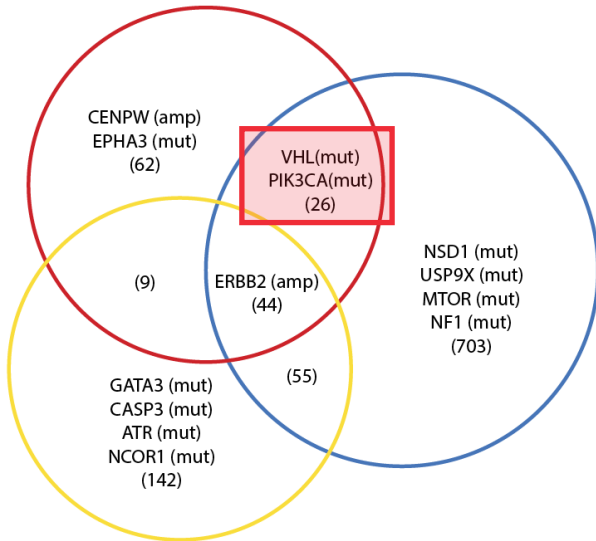 CENPW (amp)
EPHA3 (mut)
(62)
VHL(mut)
PIK3CA(mut)
(26)
NSD1 (mut)
USP9X (mut)
MTOR (mut)
NF1 (mut)
(703)
(9)
ERBB2 (amp)
(44)
(55)
GATA3 (mut)
CASP3 (mut)
ATR (mut)
NCOR1 (mut)
(142)